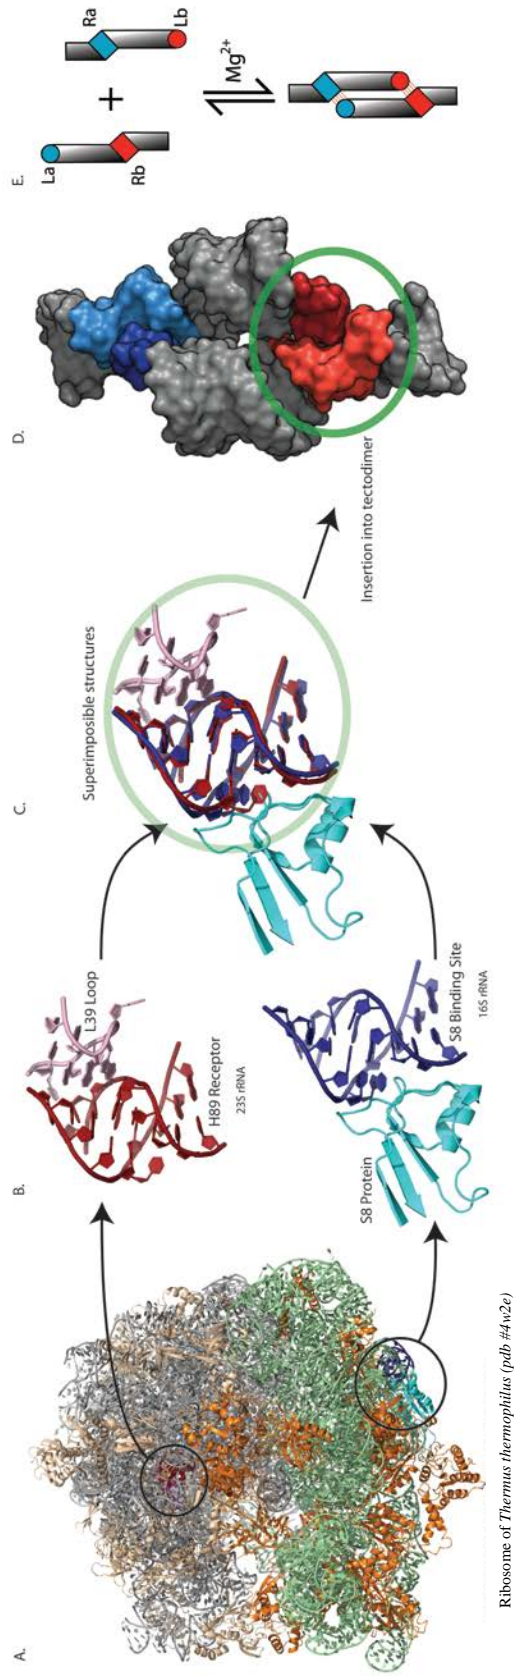 A.
Ribosome of Thermus thermophilus (pdb #4w2e)
B.
L39 Loop
H89 Receptor
23S rRNA
S8 Protein
S8 Binding Site
16S rRNA
C.
Superimposible structures
Insertion into tectodimer
D.
E.
La
Rb
+
Ra
Lb
Mg2+